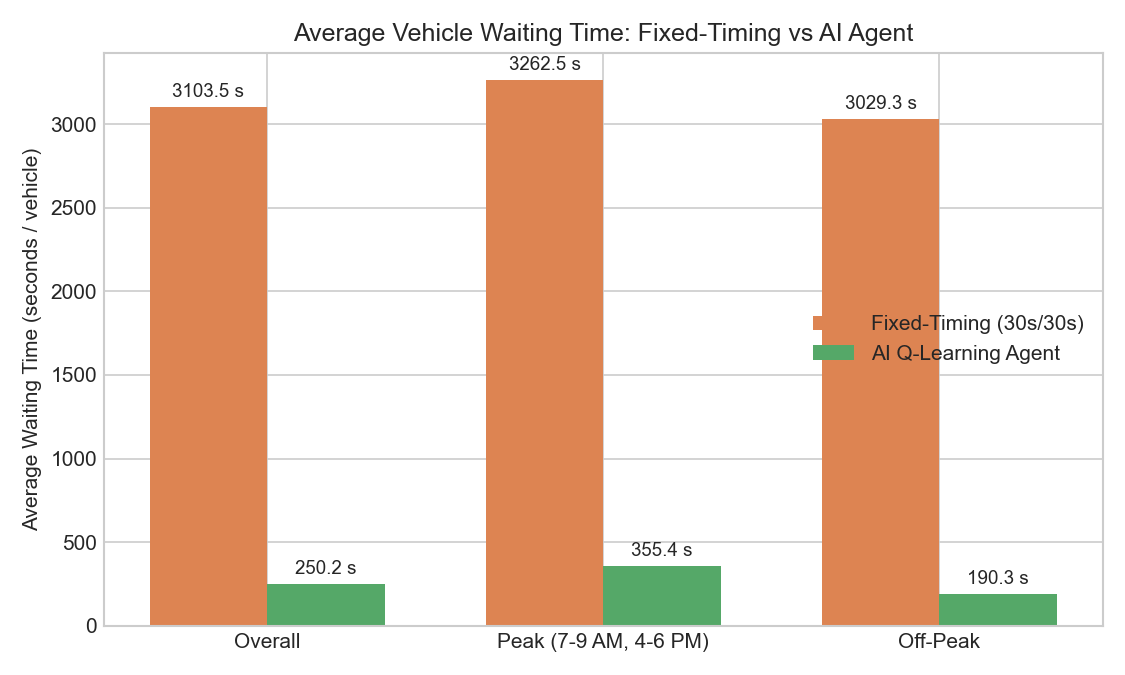 Average Vehicle Waiting Time: Fixed-Timing vs AI Agent
Average Waiting Time (seconds / vehicle)
3000
2500
2000
1500
1000
500
0
3103.5 s
250.2 s
3262.5 s
355.4 s
3029.3 s
190.3 s
Fixed-Timing (30s/30s)
AI Q-Learning Agent
Overall
Peak (7-9 AM, 4-6 PM)
Off-Peak